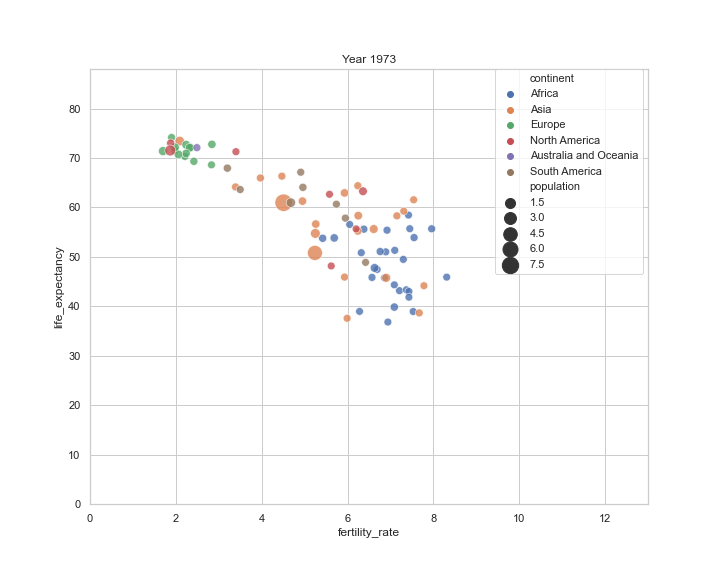 Year 1973
continent
Africa
Asia
Europe
North America
Australia and Oceania
South America
population
1.5
3.0
4.5
6.0
7.5
life_expectancy
80
70
60
50
40
30
20
10
0
0 2 4 6 8 10 12
fertility_rate